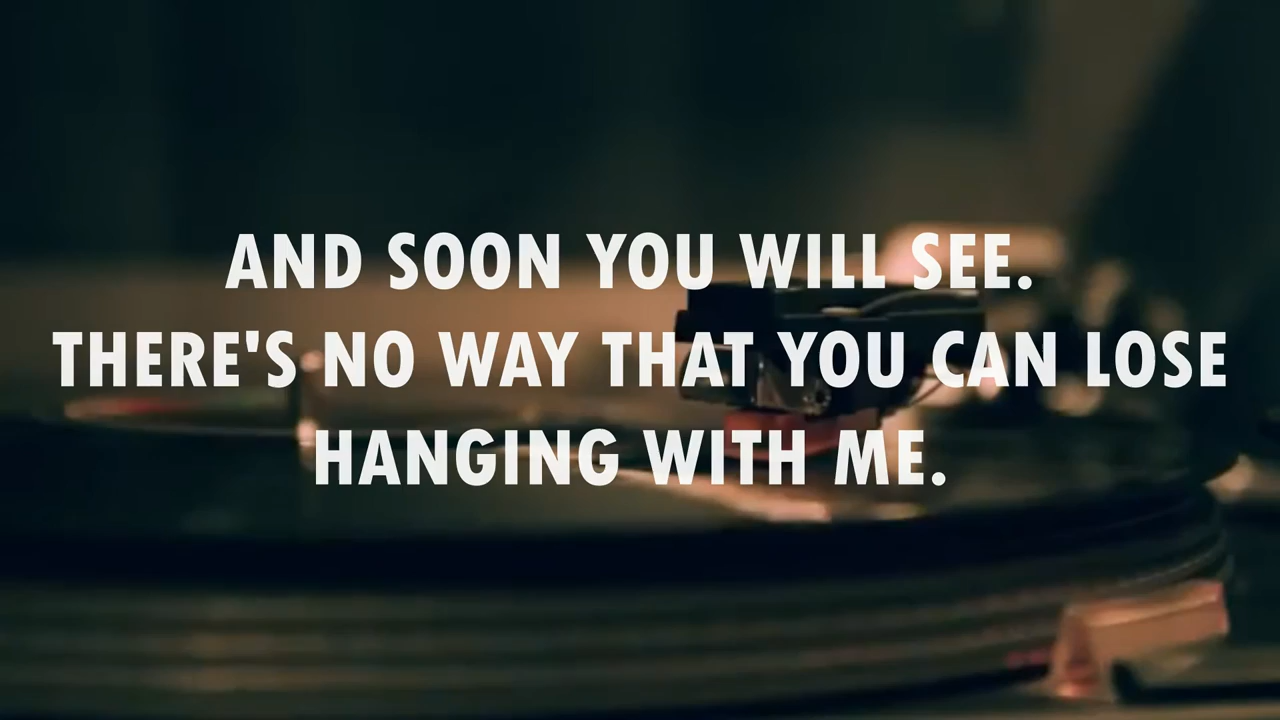 AND SOON YOU WILL SEE.
THERE'S NO WAY THAT YOU CAN LOSE
HANGING WITH ME.